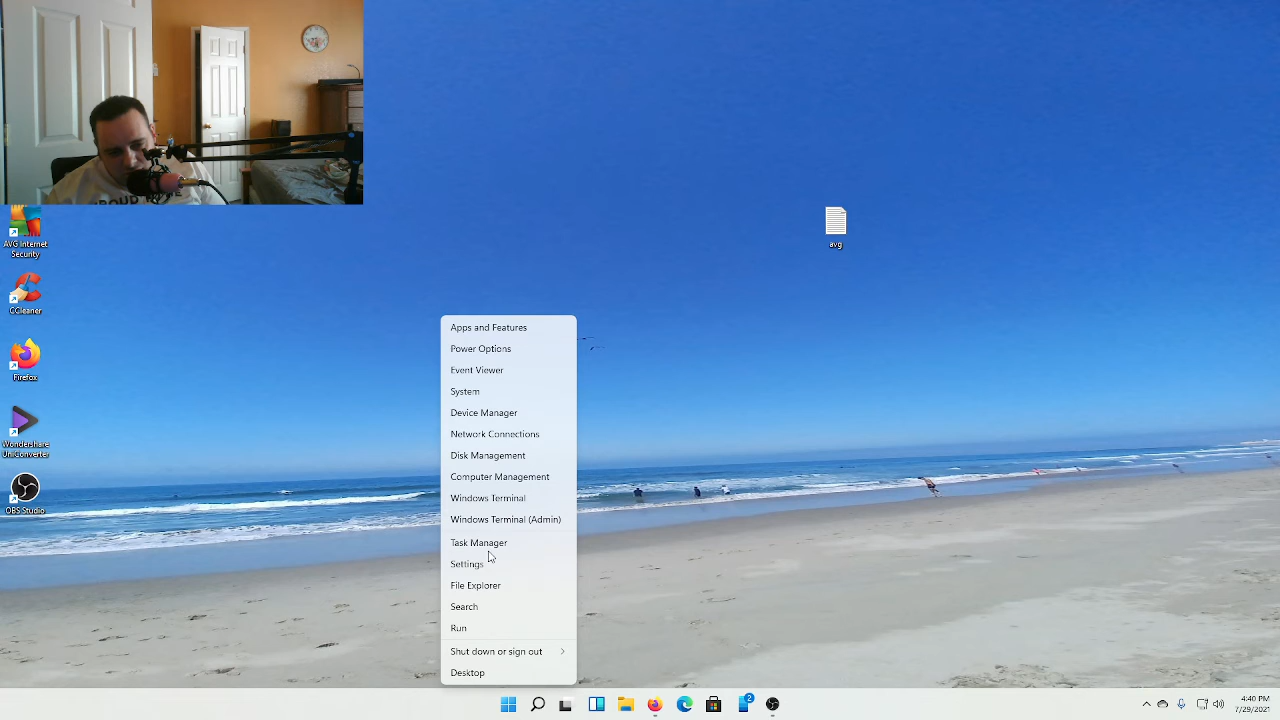 AVG Internet
Security
CCleaner
Firefox
Wondershare
UniConverter
OBS Studio
avg
Apps and Features
Power Options
Event Viewer
System
Device Manager
Network Connections
Disk Management
Computer Management
Windows Terminal
Windows Terminal (Admin)
Task Manager
Settings
File Explorer
Search
Run
Shut down or sign out
Desktop
2
4:40 PM
7/29/2021